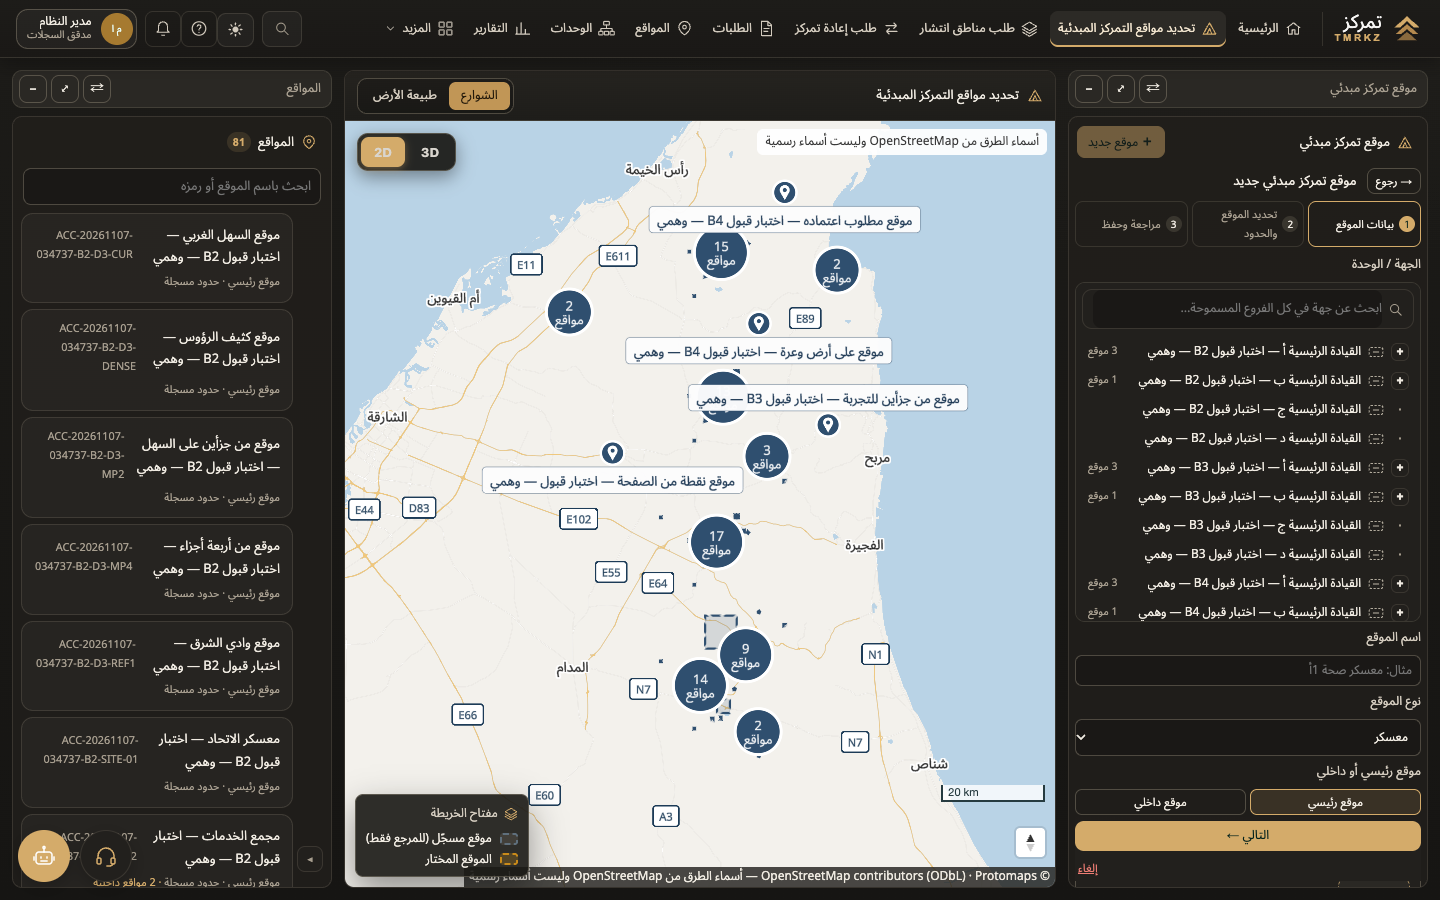 تمركز
TMRKZ
الرئيسية
تحديد مواقع التمركز المبدئية
طلب مناطق انتشار
طلب إعادة تمركز
الطلبات
المواقع
الوحدات
التقارير
المزيد
م ا
مدير النظام
مدقق السجلات
موقع تمركز مبدئي
موقع تمركز مبدئي
+ موقع جديد
→ رجوع
موقع تمركز مبدئي جديد
1 بيانات الموقع
2 تحديد الموقع والحدود
3 مراجعة وحفظ
الجهة / الوحدة
ابحث عن جهة في كل الفروع المسموحة...
القيادة الرئيسية أ — اختبار قبول B2 — وهمي
3 موقع
القيادة الرئيسية ب — اختبار قبول B2 — وهمي
1 موقع
القيادة الرئيسية ج — اختبار قبول B2 — وهمي
القيادة الرئيسية د — اختبار قبول B2 — وهمي
القيادة الرئيسية أ — اختبار قبول B3 — وهمي
3 موقع
القيادة الرئيسية ب — اختبار قبول B3 — وهمي
1 موقع
القيادة الرئيسية ج — اختبار قبول B3 — وهمي
القيادة الرئيسية د — اختبار قبول B3 — وهمي
القيادة الرئيسية أ — اختبار قبول B4 — وهمي
3 موقع
القيادة الرئيسية ب — اختبار قبول B4 — وهمي
1 موقع
اسم الموقع
مثال: معسكر صحة 1أ
نوع الموقع
معسكر
موقع رئيسي أو داخلي
موقع رئيسي
موقع داخلي
التالي ←
إلغاء
تحديد مواقع التمركز المبدئية
الشوارع
طبيعة الأرض
أسماء الطرق من OpenStreetMap وليست أسماء رسمية
2D
3D
رأس الخيمة
موقع مطلوب اعتماده — اختبار قبول B4 — وهمي
15 مواقع
2 مواقع
E611
E11
أم القيوين
2 مواقع
E89
موقع على أرض وعرة — اختبار قبول B4 — وهمي
موقع من جزأين للتجربة — اختبار قبول B3 — وهمي
الشارقة
3 مواقع
مربح
موقع نقطة من الصفحة — اختبار قبول — وهمي
E44
D83
E102
17 مواقع
الفجيرة
E55
E64
9 مواقع
N1
المدام
14 مواقع
N7
E66
2 مواقع
N7
شناص
E60
A3
20 km
مفتاح الخريطة
موقع مسجّل (للمرجع فقط)
الموقع المختار
© OpenStreetMap contributors (ODbL) · Protomaps — أسماء الطرق من OpenStreetMap وليست أسماء رسمية
المواقع
المواقع
81
ابحث باسم الموقع أو رمزه
موقع السهل الغربي — اختبار قبول B2 — وهمي
ACC-20261107-034737-B2-D3-CUR
موقع رئيسي · حدود مسجلة
موقع كثيف الرؤوس — اختبار قبول B2 — وهمي
ACC-20261107-034737-B2-D3-DENSE
موقع رئيسي · حدود مسجلة
موقع من جزأين على السهل — اختبار قبول B2 — وهمي
ACC-20261107-034737-B2-D3-MP2
موقع رئيسي · حدود مسجلة
موقع من أربعة أجزاء — اختبار قبول B2 — وهمي
ACC-20261107-034737-B2-D3-MP4
موقع رئيسي · حدود مسجلة
موقع وادي الشرق — اختبار قبول B2 — وهمي
ACC-20261107-034737-B2-D3-REF1
موقع رئيسي · حدود مسجلة
معسكر الاتحاد — اختبار قبول B2 — وهمي
ACC-20261107-034737-B2-SITE-01
موقع رئيسي · حدود مسجلة
مجمع الخدمات — اختبار قبول B2 — وهمي
موقع رئيسي · حدود مسجلة · 2 مواقع داخلية